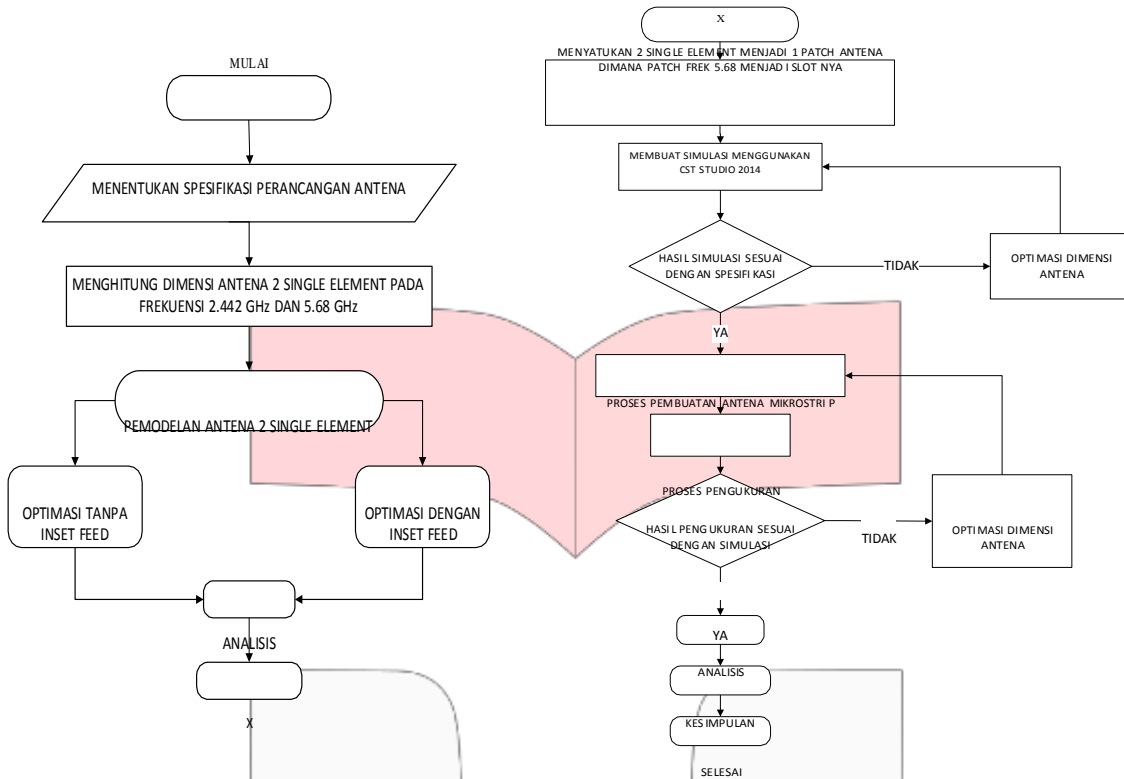 MULAI
MENENTUKAN SPESIFIKASI PERANCANGAN ANTENA
MENGHITUNG DIMENSI ANTENA 2 SINGLE ELEMENT PADA
FREKUENSI 2.442 GHz DAN 5.68 GHz
PEMODELAN ANTENA 2 SINGLE ELEMENT
OPTIMASI TANPA
INSET FEED
OPTIMASI DENGAN
INSET FEED
ANALISIS
X
X
MENYATUKAN 2 SINGLE ELEMENT MENJADI 1 PATCH ANTENA
DIMANA PATCH FREK 5.68 MENJADI SLOT NYA
MEMBUAT SIMULASI MENGGUNAKAN
CST STUDIO 2014
HASIL SIMULASI SESUAI
DENGAN SPESIFIKASI
TIDAK
OPTIMASI DIMENSI
ANTENA
YA
PROSES PEMBUATAN ANTENA MIKROSTRIP
PROSES PENGUKURAN
HASIL PENGUKURAN SESUAI
DENGAN SIMULASI
TIDAK
OPTIMASI DIMENSI
ANTENA
YA
ANALISIS
KESIMPULAN
SELESAI